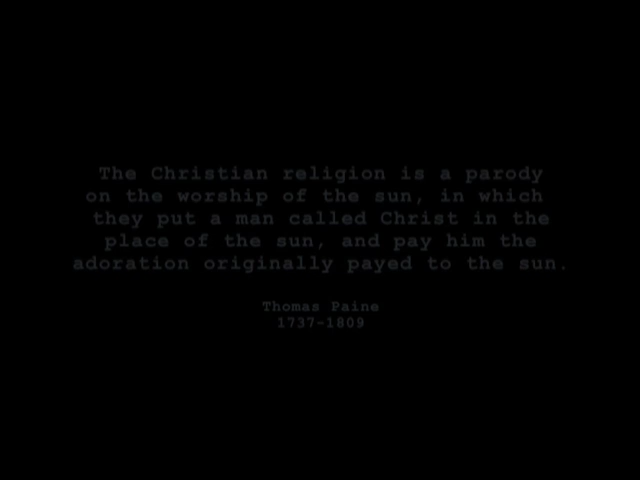 The Christian religion is a parody
on the worship of the sun, in which
they put a man called Christ in the
place of the sun, and pay him the
adoration originally payed to the sun.
Thomas Paine
1737-1809